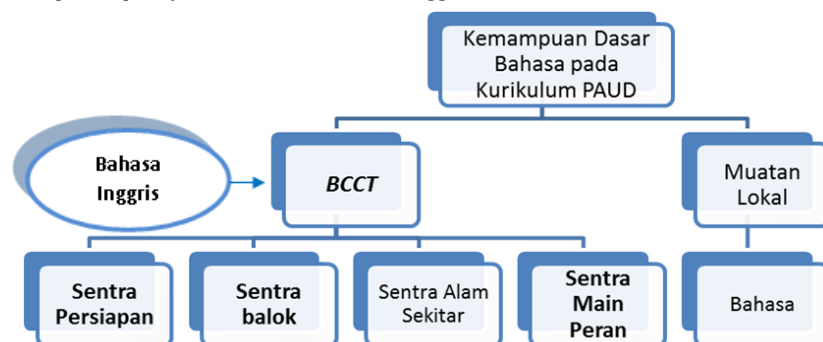 Kemampuan Dasar
Bahasa pada
Kurikulum PAUD
Bahasa
Inggris
BCCT
Muatan
Lokal
Sentra
Persiapan
Sentra
balok
Sentra Alam
Sekitar
Sentra
Main
Peran
Bahasa